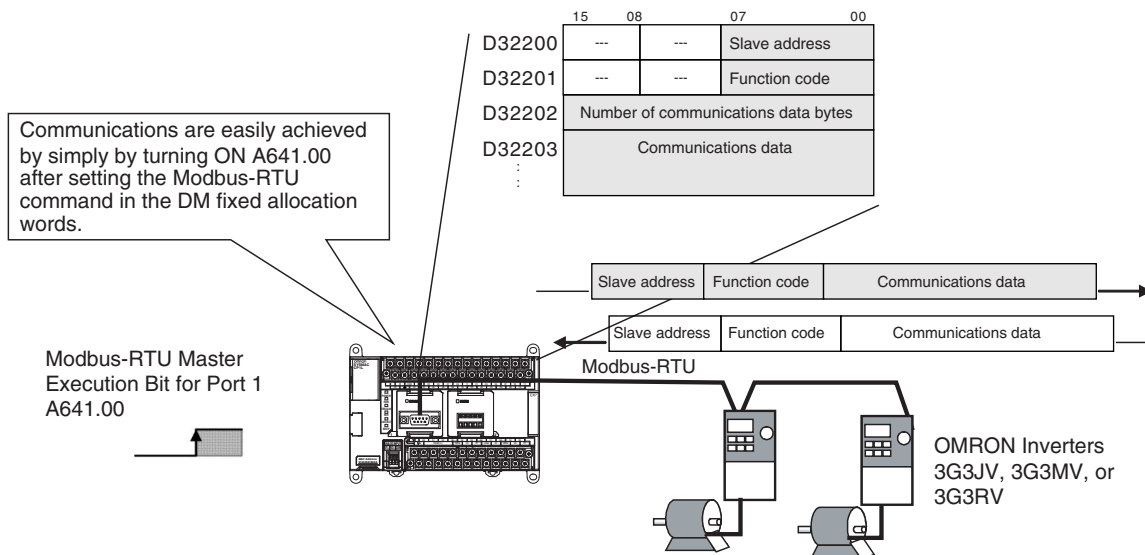 15 08 07 00
D32200 --- --- Slave address
D32201 --- --- Function code
D32202 Number of communications data bytes
D32203 Communications data
Communications are easily achieved
by simply by turning ON A641.00
after setting the Modbus-RTU
command in the DM fixed allocation
words.
Slave address Function code Communications data
Slave address Function code Communications data
Modbus-RTU
Modbus-RTU Master
Execution Bit for Port 1
A641.00
OMRON Inverters
3G3JV, 3G3MV, or
3G3RV